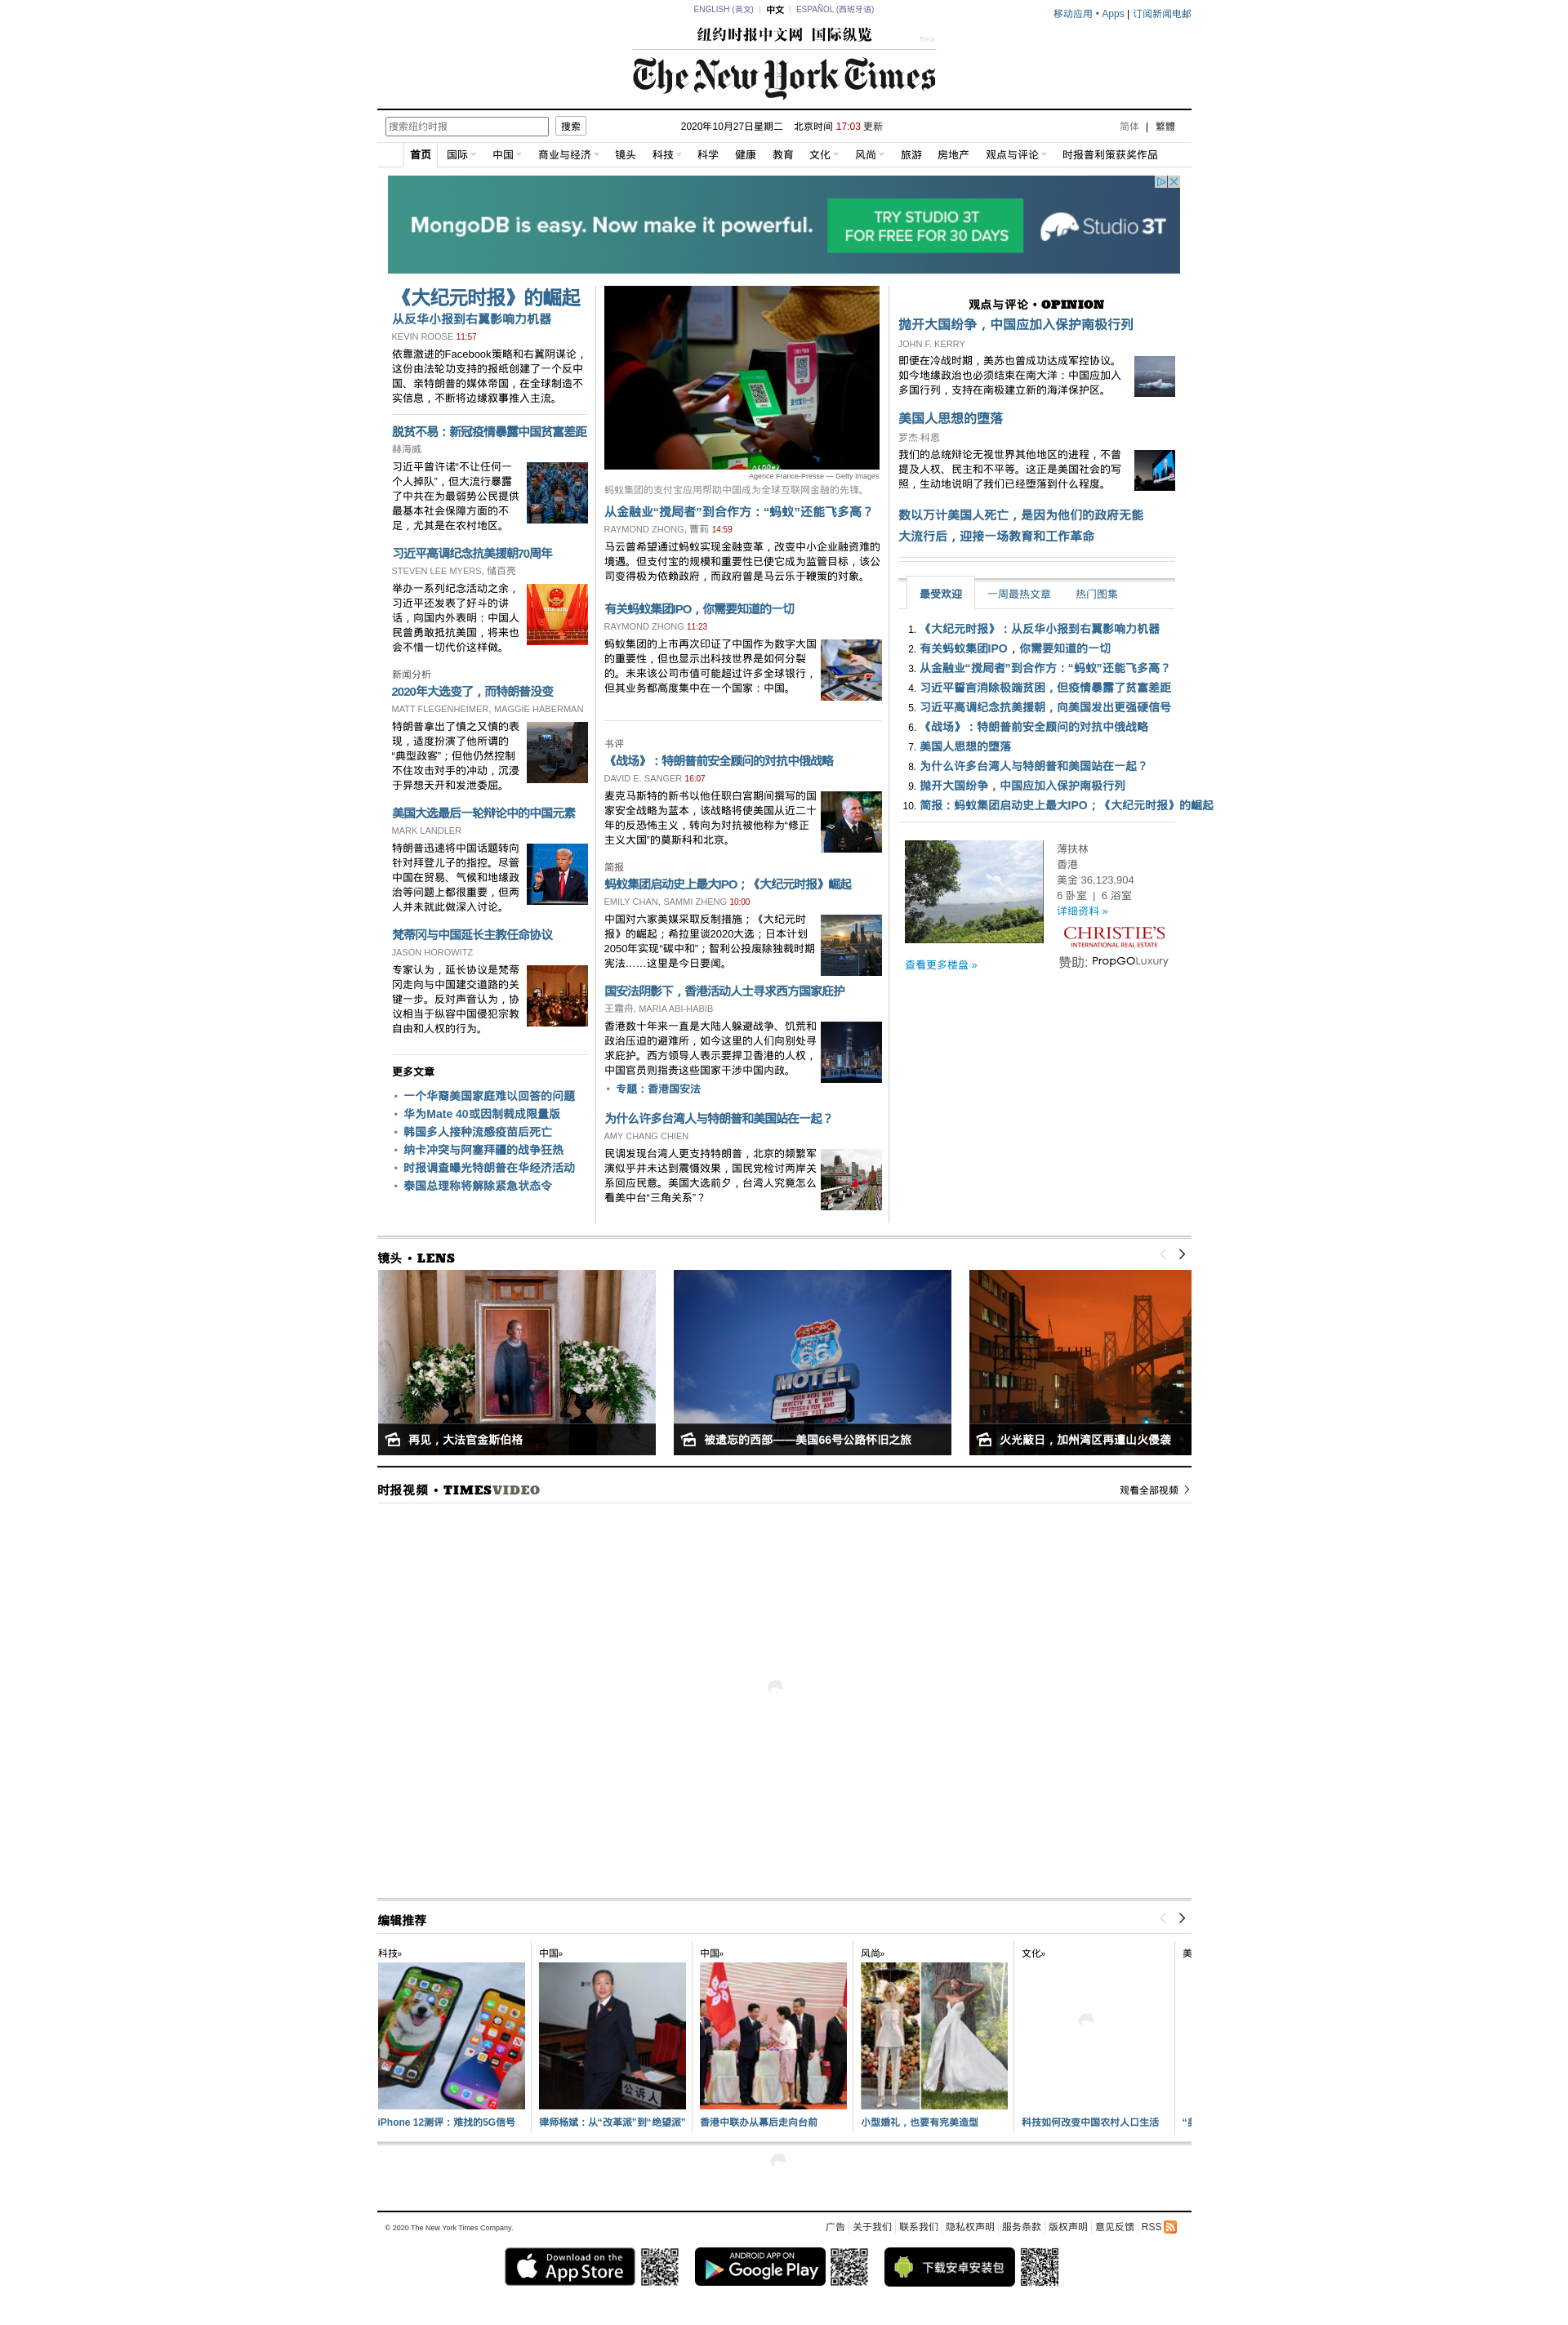 ENGLISH (英文) | 中文 | ESPAÑOL (西班牙语)
移动应用 • Apps | 订阅新闻电邮
纽约时报中文网 国际纵览
Beta
The New York Times
搜索纽约时报 搜索
2020年10月27日星期二 北京时间 17:03 更新
简体 | 繁體
首页 国际 中国 商业与经济 镜头 科技 科学 健康 教育 文化 风尚 旅游 房地产 观点与评论 时报普利策获奖作品
MongoDB is easy. Now make it powerful.
TRY STUDIO 3T
FOR FREE FOR 30 DAYS
Studio 3T
《大纪元时报》的崛起
从反华小报到右翼影响力机器
KEVIN ROOSE 11:57
依靠激进的Facebook策略和右翼阴谋论，
这份由法轮功支持的报纸创建了一个反中
国、亲特朗普的媒体帝国，在全球制造不
实信息，不断将边缘叙事推入主流。
脱贫不易：新冠疫情暴露中国贫富差距
赫海威
习近平曾许诺“不让任何一
个人掉队”，但大流行暴露
了中共在为最弱势公民提供
最基本社会保障方面的不
足，尤其是在农村地区。
习近平高调纪念抗美援朝70周年
STEVEN LEE MYERS, 储百亮
举办一系列纪念活动之余，
习近平还发表了好斗的讲
话，向国内外表明：中国人
民曾勇敢抵抗美国，将来也
会不惜一切代价这样做。
新闻分析
2020年大选变了，而特朗普没变
MATT FLEGENHEIMER, MAGGIE HABERMAN
特朗普拿出了慎之又慎的表
现，适度扮演了他所谓的
“典型政客”；但他仍然控制
不住攻击对手的冲动，沉浸
于异想天开和发泄委屈。
美国大选最后一轮辩论中的中国元素
MARK LANDLER
特朗普迅速将中国话题转向
针对拜登儿子的指控。尽管
中国在贸易、气候和地缘政
治等问题上都很重要，但两
人并未就此做深入讨论。
梵蒂冈与中国延长主教任命协议
JASON HOROWITZ
专家认为，延长协议是梵蒂
冈走向与中国建交道路的关
键一步。反对声音认为，协
议相当于纵容中国侵犯宗教
自由和人权的行为。
更多文章
• 一个华裔美国家庭难以回答的问题
• 华为Mate 40或因制裁成限量版
• 韩国多人接种流感疫苗后死亡
• 纳卡冲突与阿塞拜疆的战争狂热
• 时报调查曝光特朗普在华经济活动
• 泰国总理称将解除紧急状态令
Agence France-Presse — Getty Images
蚂蚁集团的支付宝应用帮助中国成为全球互联网金融的先锋。
从金融业“搅局者”到合作方：“蚂蚁”还能飞多高？
RAYMOND ZHONG, 曹莉 14:59
马云曾希望通过蚂蚁实现金融变革，改变中小企业融资难的
境遇。但支付宝的规模和重要性已使它成为监管目标，该公
司变得极为依赖政府，而政府曾是马云乐于鞭策的对象。
有关蚂蚁集团IPO，你需要知道的一切
RAYMOND ZHONG 11:23
蚂蚁集团的上市再次印证了中国作为数字大国
的重要性，但也显示出科技世界是如何分裂
的。未来该公司市值可能超过许多全球银行，
但其业务都高度集中在一个国家：中国。
书评
《战场》：特朗普前安全顾问的对抗中俄战略
DAVID E. SANGER 16:07
麦克马斯特的新书以他任职白宫期间撰写的国
家安全战略为蓝本，该战略将使美国从近二十
年的反恐怖主义，转向为对抗被他称为“修正
主义大国”的莫斯科和北京。
简报
蚂蚁集团启动史上最大IPO；《大纪元时报》崛起
EMILY CHAN, SAMMI ZHENG 10:00
中国对六家美媒采取反制措施；《大纪元时
报》的崛起；希拉里谈2020大选；日本计划
2050年实现“碳中和”；智利公投废除独裁时期
宪法……这里是今日要闻。
国安法阴影下，香港活动人士寻求西方国家庇护
王霜舟, MARIA ABI-HABIB
香港数十年来一直是大陆人躲避战争、饥荒和
政治压迫的避难所，如今这里的人们向别处寻
求庇护。西方领导人表示要捍卫香港的人权，
中国官员则指责这些国家干涉中国内政。
• 专题：香港国安法
为什么许多台湾人与特朗普和美国站在一起？
AMY CHANG CHIEN
民调发现台湾人更支持特朗普，北京的频繁军
演似乎并未达到震慑效果，国民党检讨两岸关
系回应民意。美国大选前夕，台湾人究竟怎么
看美中台“三角关系”？
观点与评论 • OPINION
抛开大国纷争，中国应加入保护南极行列
JOHN F. KERRY
即便在冷战时期，美苏也曾成功达成军控协议。
如今地缘政治也必须结束在南大洋：中国应加入
多国行列，支持在南极建立新的海洋保护区。
美国人思想的堕落
罗杰·科恩
我们的总统辩论无视世界其他地区的进程，不曾
提及人权、民主和不平等。这正是美国社会的写
照，生动地说明了我们已经堕落到什么程度。
数以万计美国人死亡，是因为他们的政府无能
大流行后，迎接一场教育和工作革命
最受欢迎 一周最热文章 热门图集
1. 《大纪元时报》：从反华小报到右翼影响力机器
2. 有关蚂蚁集团IPO，你需要知道的一切
3. 从金融业“搅局者”到合作方：“蚂蚁”还能飞多高？
4. 习近平誓言消除极端贫困，但疫情暴露了贫富差距
5. 习近平高调纪念抗美援朝，向美国发出更强硬信号
6. 《战场》：特朗普前安全顾问的对抗中俄战略
7. 美国人思想的堕落
8. 为什么许多台湾人与特朗普和美国站在一起？
9. 抛开大国纷争，中国应加入保护南极行列
10. 简报：蚂蚁集团启动史上最大IPO；《大纪元时报》的崛起
薄扶林
香港
美金 36,123,904
6 卧室 | 6 浴室
详细资料 »
CHRISTIE'S
INTERNATIONAL REAL ESTATE
查看更多楼盘 »
赞助: PropGOLuxury
镜头 • LENS
ROUTE
66
MOTEL
再见，大法官金斯伯格
被遗忘的西部——美国66号公路怀旧之旅
火光蔽日，加州湾区再遭山火侵袭
时报视频 • TIMESVIDEO
观看全部视频
编辑推荐
科技» 中国» 中国» 风尚» 文化» 美
公诉人
iPhone 12测评：难找的5G信号
律师杨斌：从“改革派”到“绝望派”
香港中联办从幕后走向台前
小型婚礼，也要有完美造型
科技如何改变中国农村人口生活
© 2020 The New York Times Company.
广告 关于我们 联系我们 隐私权声明 服务条款 版权声明 意见反馈 RSS
Download on the
App Store
ANDROID APP ON
Google Play
下载安卓安装包